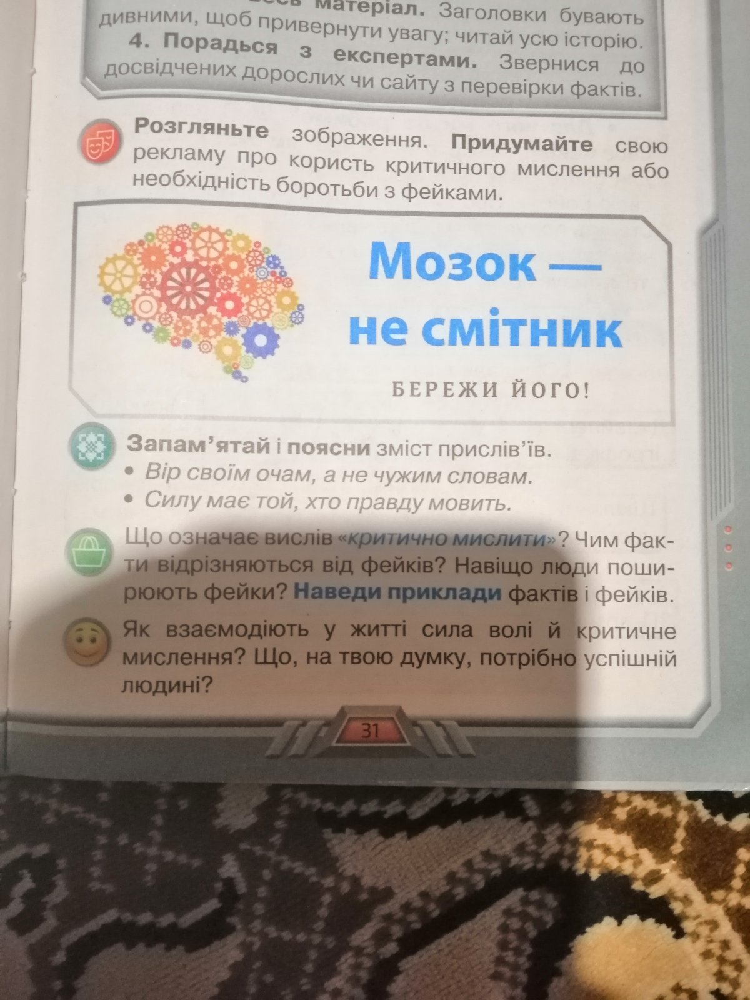 весь матеріал. Заголовки бувають
дивними, щоб привернути увагу; читай усю історію.
4. Порадься з експертами. Звернися до
досвідчених дорослих чи сайту з перевірки фактів.
Розгляньте зображення. Придумайте свою
рекламу про користь критичного мислення або
необхідність боротьби з фейками.
Мозок —
не смітник
БЕРЕЖИ ЙОГО!
Запам’ятай і поясни зміст прислів’їв.
• Вір своїм очам, а не чужим словам.
• Силу має той, хто правду мовить.
Що означає вислів «критично мислити»? Чим фак-
ти відрізняються від фейків? Навіщо люди поши-
рюють фейки? Наведи приклади фактів і фейків.
Як взаємодіють у житті сила волі й критичне
мислення? Що, на твою думку, потрібно успішній
людині?
31